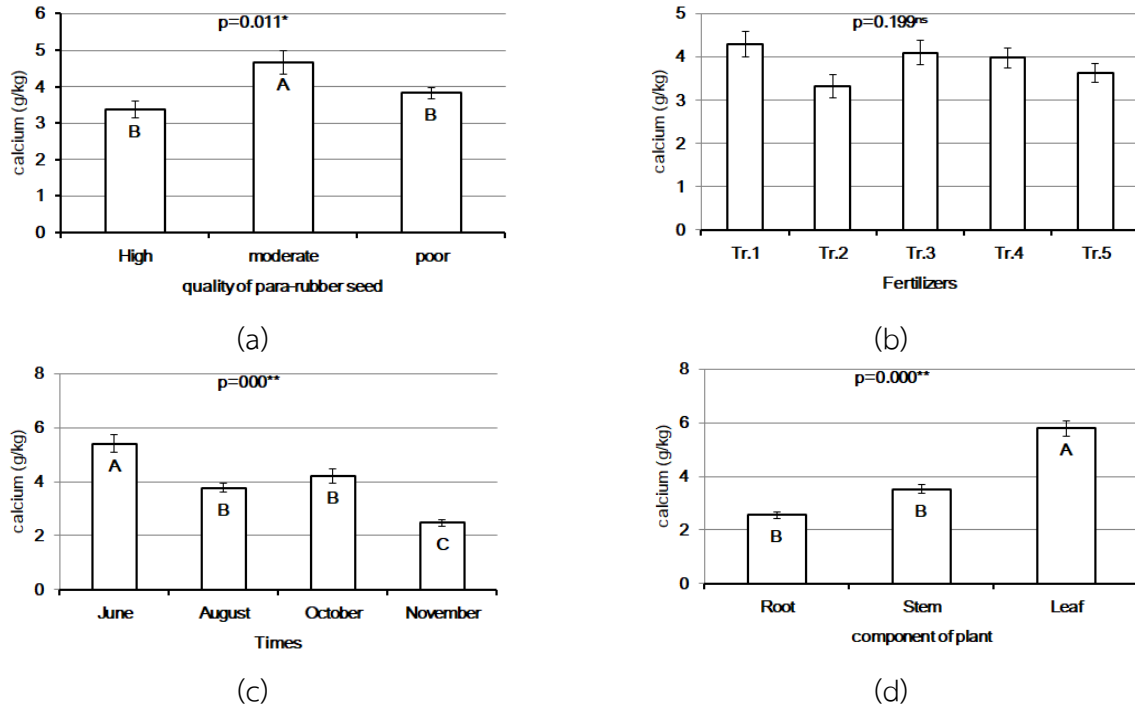 p=0.011*
calcium (g/kg)
6
5
4
3
2
1
0
B
A
B
High moderate poor
quality of para-rubber seed
(a)
p=0.199ns
calcium (g/kg)
5
4
3
2
1
0
Tr.1 Tr.2 Tr.3 Tr.4 Tr.5
Fertilizers
(b)
p=000**
calcium (g/kg)
8
6
4
2
0
A
B
B
C
June August October November
Times
(c)
p=0.000**
calcium (g/kg)
8
6
4
2
0
B
B
A
Root Stem Leaf
component of plant
(d)